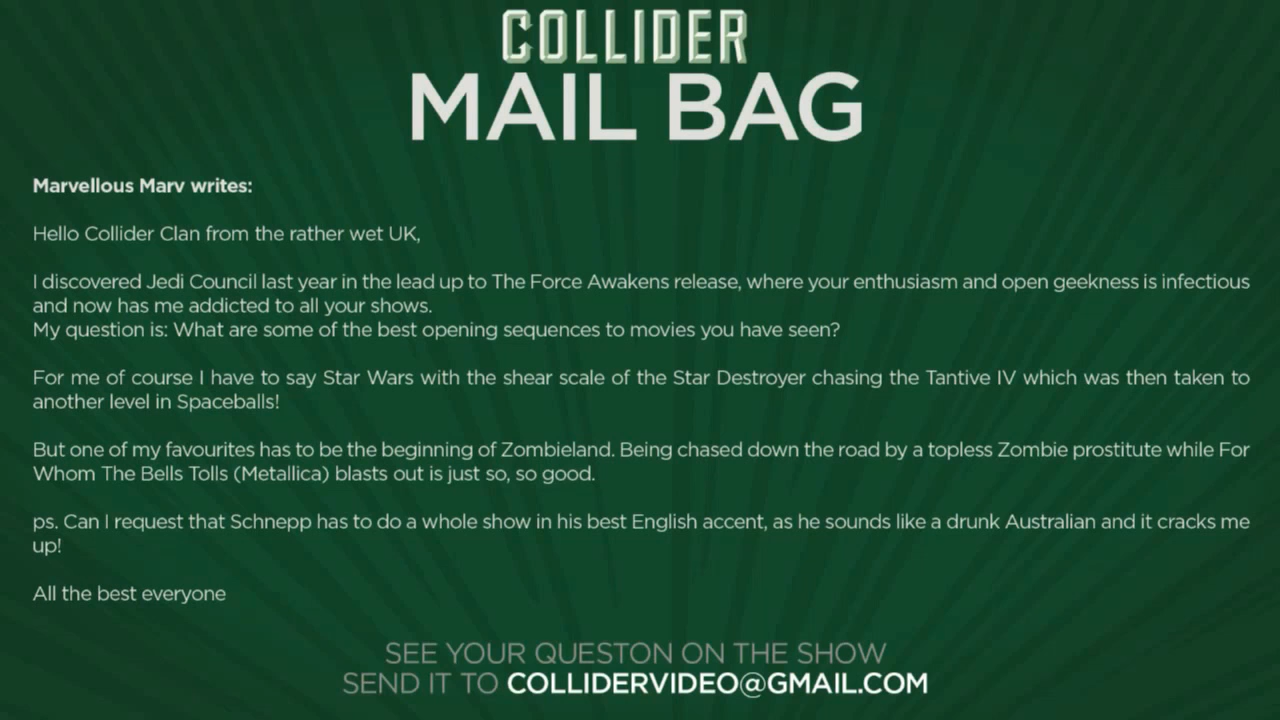 COLLIDER
MAIL BAG
Marvellous Marv writes:
Hello Collider Clan from the rather wet UK,
I discovered Jedi Council last year in the lead up to The Force Awakens release, where your enthusiasm and open geekness is infectious
and now has me addicted to all your shows.
My question is: What are some of the best opening sequences to movies you have seen?
For me of course I have to say Star Wars with the shear scale of the Star Destroyer chasing the Tantive IV which was then taken to
another level in Spaceballs!
But one of my favourites has to be the beginning of Zombieland. Being chased down the road by a topless Zombie prostitute while For
Whom The Bells Tolls (Metallica) blasts out is just so, so good.
ps. Can I request that Schnepp has to do a whole show in his best English accent, as he sounds like a drunk Australian and it cracks me
up!
All the best everyone
SEE YOUR QUESTON ON THE SHOW
SEND IT TO COLLIDERVIDEO@GMAIL.COM